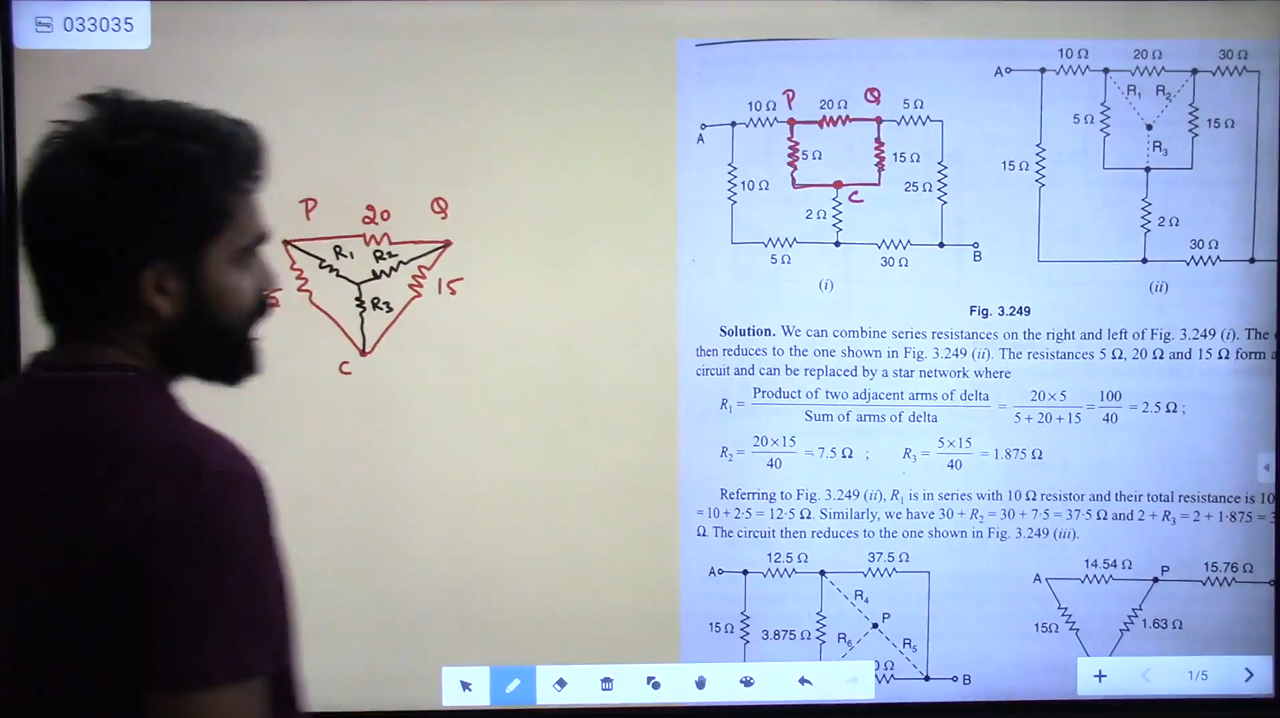 033035
P 20 Q
R1 R2
5 R3 15
C
10 Ω P 20 Ω Q 5 Ω
A
5 Ω 15 Ω
10 Ω 25 Ω
C
2 Ω
5 Ω 30 Ω B
(i)
10 Ω 20 Ω 30 Ω
A
R₁ R₂
5 Ω 15 Ω
R₃
15 Ω
2 Ω
30 Ω
(ii)
Fig. 3.249
Solution. We can combine series resistances on the right and left of Fig. 3.249 (i). The
then reduces to the one shown in Fig. 3.249 (ii). The resistances 5 Ω, 20 Ω and 15 Ω form a
circuit and can be replaced by a star network where
R₁ = Product of two adjacent arms of delta / Sum of arms of delta = 20 × 5 / 5 + 20 + 15 = 100 / 40 = 2.5 Ω ;
R₂ = 20 × 15 / 40 = 7.5 Ω ; R₃ = 5 × 15 / 40 = 1.875 Ω
Referring to Fig. 3.249 (ii), R₁ is in series with 10 Ω resistor and their total resistance is 10
= 10 + 2·5 = 12·5 Ω. Similarly, we have 30 + R₂ = 30 + 7·5 = 37·5 Ω and 2 + R₃ = 2 + 1·875 = 3
Ω. The circuit then reduces to the one shown in Fig. 3.249 (iii).
12.5 Ω 37.5 Ω
A
R₄
P
15 Ω 3.875 Ω R₆ R₅
0 Ω
B
14.54 Ω P 15.76 Ω
A
15Ω 1.63 Ω
1/5